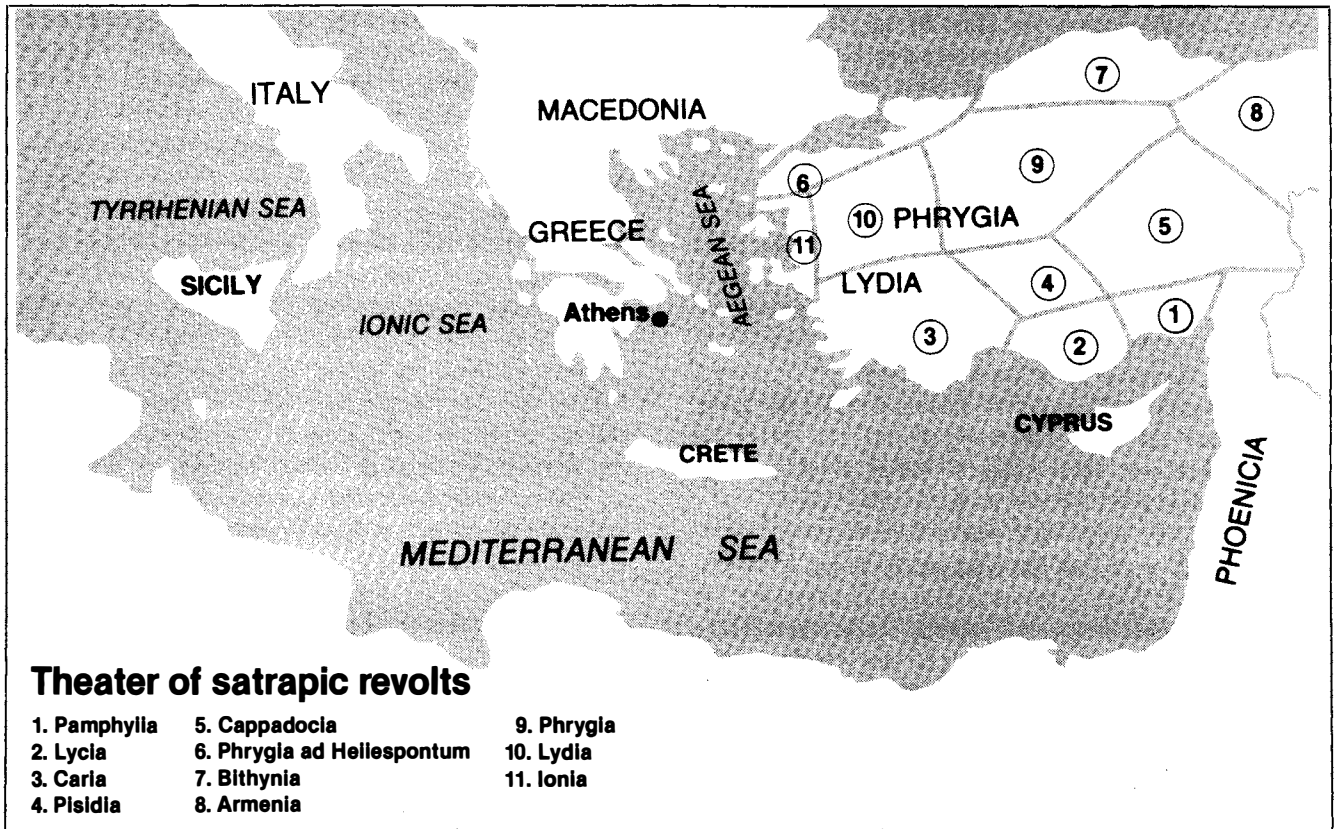 ITALY
MACEDONIA
TYRRHENIAN SEA
SICILY
IONIC SEA
GREECE
Athens
AEGEAN SEA
7
8
9
6
10 PHRYGIA
5
11
LYDIA
4
3
2
1
CYPRUS
CRETE
PHOENICIA
MEDITERRANEAN SEA
Theater of satrapic revolts
1. Pamphylia 5. Cappadocia 9. Phrygia
2. Lycia 6. Phrygia ad Hellespontum 10. Lydia
3. Caria 7. Bithynia 11. Ionia
4. Pisidia 8. Armenia